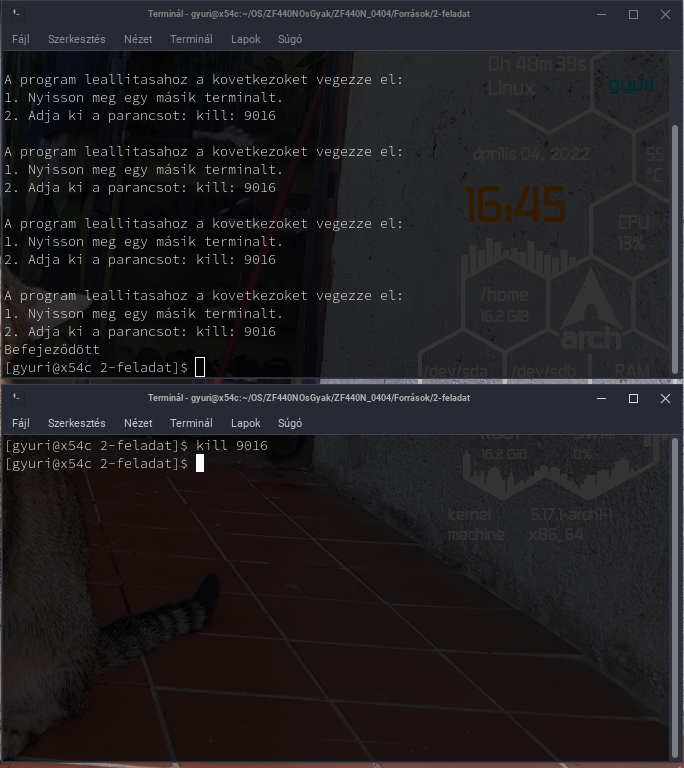 Terminál - gyuri@x54c:~/OS/ZF440NOsGyak/ZF440N_0404/Források/2-feladat
Fájl Szerkesztés Nézet Terminál Lapok Súgó
A program leallitasahoz a kovetkezoket vegezze el:
1. Nyisson meg egy másik terminalt.
2. Adja ki a parancsot: kill: 9016
A program leallitasahoz a kovetkezoket vegezze el:
1. Nyisson meg egy másik terminalt.
2. Adja ki a parancsot: kill: 9016
A program leallitasahoz a kovetkezoket vegezze el:
1. Nyisson meg egy másik terminalt.
2. Adja ki a parancsot: kill: 9016
A program leallitasahoz a kovetkezoket vegezze el:
1. Nyisson meg egy másik terminalt.
2. Adja ki a parancsot: kill: 9016
Befejeződött
[gyuri@x54c 2-feladat]$
0h 48m 39s
Linux
gyuri
április 04, 2022
55
°C
16:45
CPU
13%
/home
16.2 GiB
arch
/dev/sda
/dev/sdb
RAM
Terminál - gyuri@x54c:~/OS/ZF440NOsGyak/ZF440N_0404/Források/2-feladat
Fájl Szerkesztés Nézet Terminál Lapok Súgó
[gyuri@x54c 2-feladat]$ kill 9016
[gyuri@x54c 2-feladat]$
16.2 GiB
0%
kernel 5.17.1-arch1-1
machine x86_64